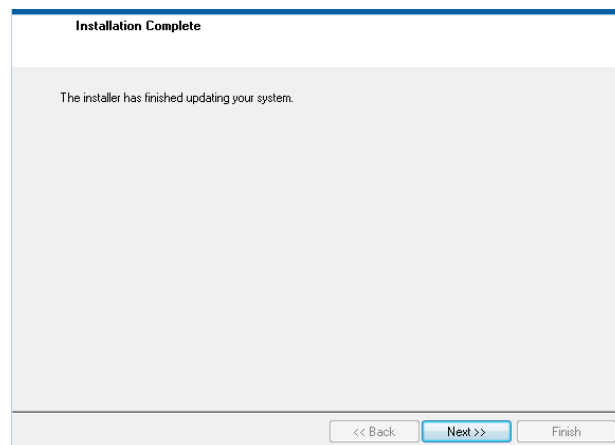 Installation Complete
The installer has finished updating your system.
<< Back
Next >>
Finish